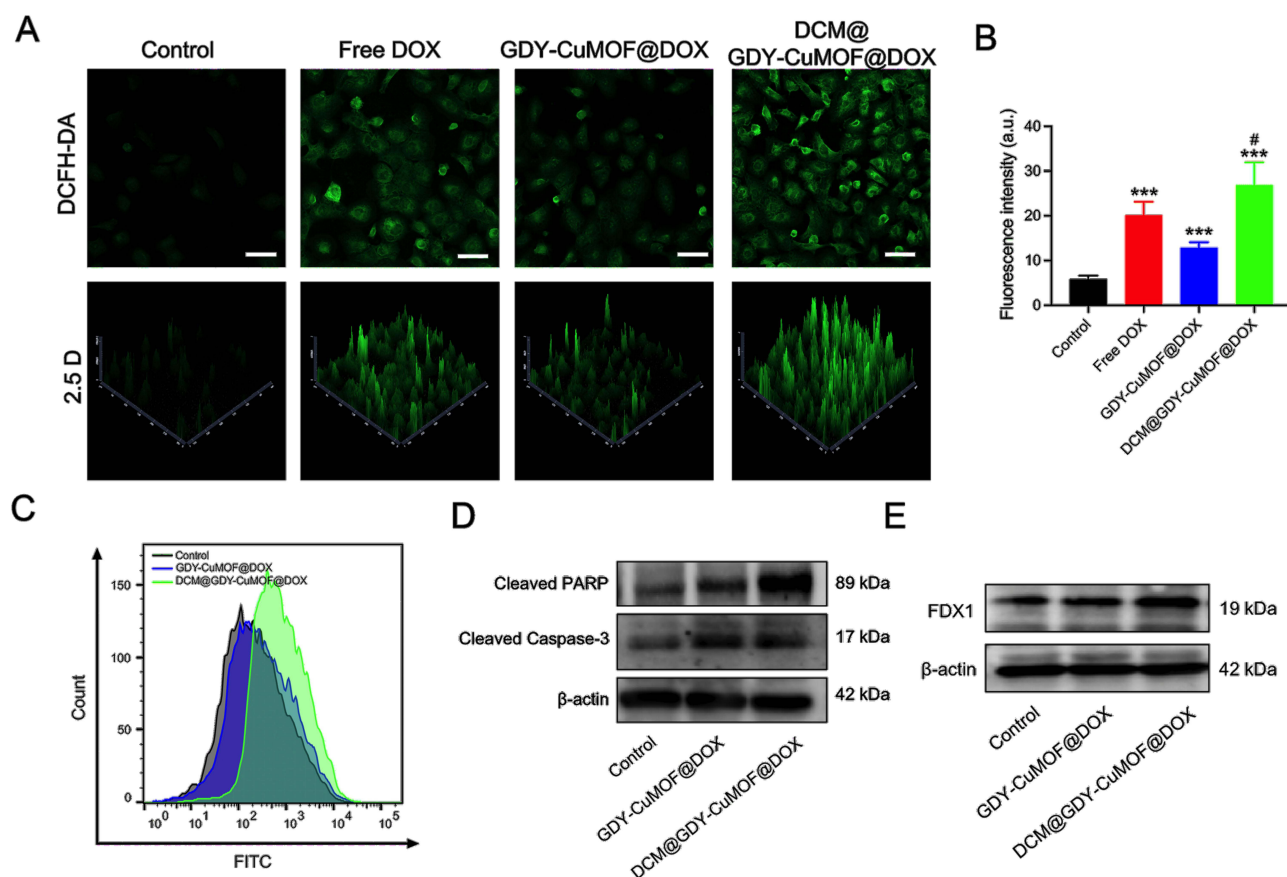 A
Control
Free DOX
GDY-CuMOF@DOX
DCM@
GDY-CuMOF@DOX
DCFH-DA
2.5 D
B
Fluorescence intensity (a.u.)
40
30
20
10
0
***
***
#
***
Control
Free DOX
GDY-CuMOF@DOX
DCM@GDY-CuMOF@DOX
C
Control
GDY-CuMOF@DOX
DCM@GDY-CuMOF@DOX
Count
150
100
50
0
10^0
10^1
10^2
10^3
10^4
10^5
FITC
D
Cleaved PARP
89 kDa
Cleaved Caspase-3
17 kDa
β-actin
42 kDa
Control
GDY-CuMOF@DOX
DCM@GDY-CuMOF@DOX
E
FDX1
19 kDa
β-actin
42 kDa
Control
GDY-CuMOF@DOX
DCM@GDY-CuMOF@DOX